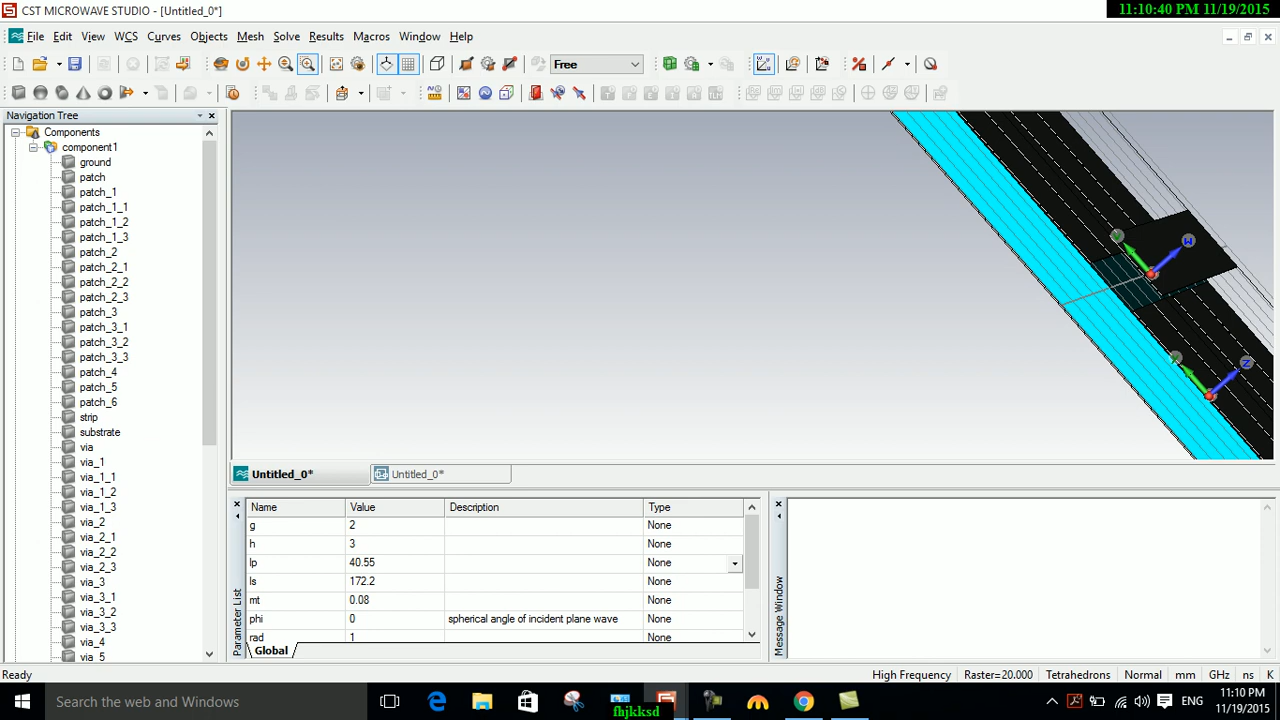 CST MICROWAVE STUDIO - [Untitled_0*]
11:10:40 PM 11/19/2015
File Edit View WCS Curves Objects Mesh Solve Results Macros Window Help
Free
Navigation Tree
Components
component1
ground
patch
patch_1
patch_1_1
patch_1_2
patch_1_3
patch_2
patch_2_1
patch_2_2
patch_2_3
patch_3
patch_3_1
patch_3_2
patch_3_3
patch_4
patch_5
patch_6
strip
substrate
via
via_1
via_1_1
via_1_2
via_1_3
via_2
via_2_1
via_2_2
via_2_3
via_3
via_3_1
via_3_2
via_3_3
via_4
via_5
W
Z
Untitled_0* Untitled_0*
Parameter List
Name Value Description Type
g 2 None
h 3 None
lp 40.55 None
ls 172.2 None
mt 0.08 None
phi 0 spherical angle of incident plane wave None
rad 1 None
Global
Message Window
Ready
High Frequency Raster=20.000 Tetrahedrons Normal mm GHz ns K
Search the web and Windows
fhjkksd
ENG
11:10 PM
11/19/2015